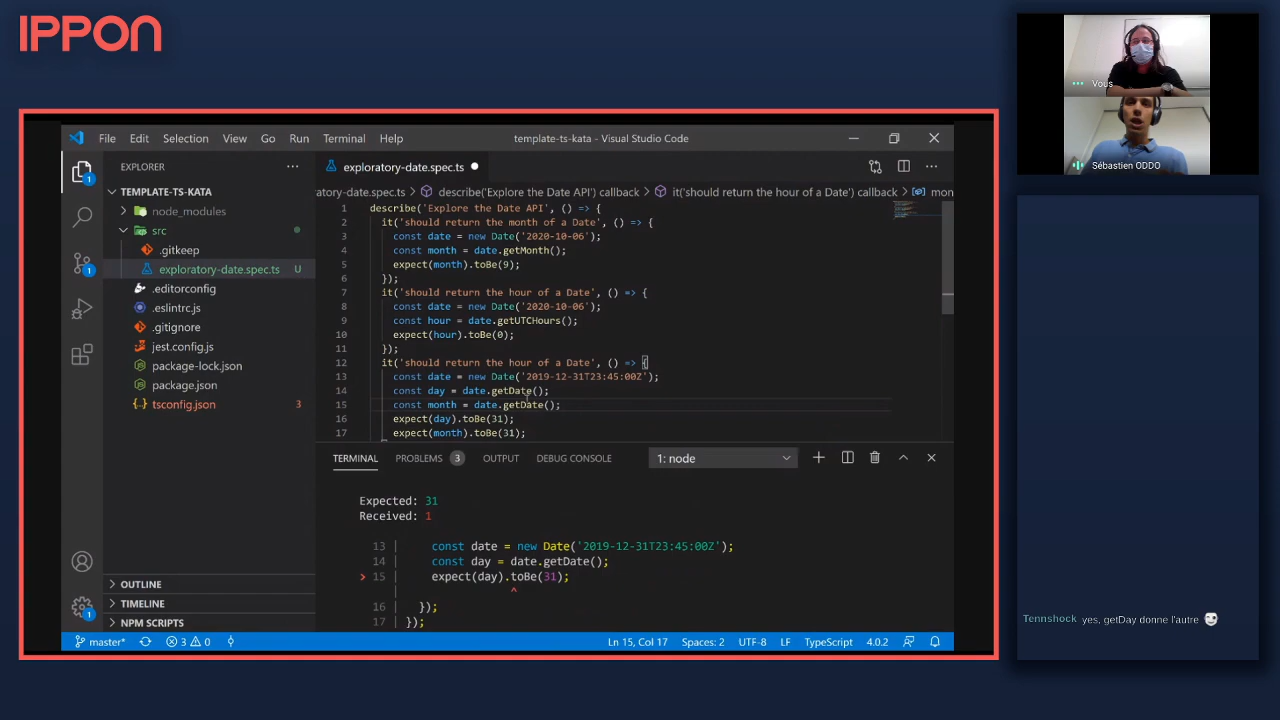 IPPON
File Edit Selection View Go Run Terminal Help
template-ts-kata - Visual Studio Code
EXPLORER
TEMPLATE-TS-KATA
node_modules
src
.gitkeep
exploratory-date.spec.ts U
.editorconfig
.eslintrc.js
.gitignore
jest.config.js
package-lock.json
package.json
tsconfig.json 3
OUTLINE
TIMELINE
NPM SCRIPTS
1
1
1
exploratory-date.spec.ts
atory-date.spec.ts > describe('Explore the Date API') callback > it('should return the hour of a Date') callback > mon
1 describe('Explore the Date API', () => {
2 it('should return the month of a Date', () => {
3 const date = new Date('2020-10-06');
4 const month = date.getMonth();
5 expect(month).toBe(9);
6 });
7 it('should return the hour of a Date', () => {
8 const date = new Date('2020-10-06');
9 const hour = date.getUTCHours();
10 expect(hour).toBe(0);
11 });
12 it('should return the hour of a Date', () => {
13 const date = new Date('2019-12-31T23:45:00Z');
14 const day = date.getDate();
15 const month = date.getDate();
16 expect(day).toBe(31);
17 expect(month).toBe(31);
TERMINAL PROBLEMS 3 OUTPUT DEBUG CONSOLE 1: node
Expected: 31
Received: 1
13 | const date = new Date('2019-12-31T23:45:00Z');
14 | const day = date.getDate();
> 15 | expect(day).toBe(31);
| ^
16 | });
17 | });
master* 3 0 Ln 15, Col 17 Spaces: 2 UTF-8 LF TypeScript 4.0.2
Vous
Sébastien ODDO
Tennshock yes, getDay donne l'autre